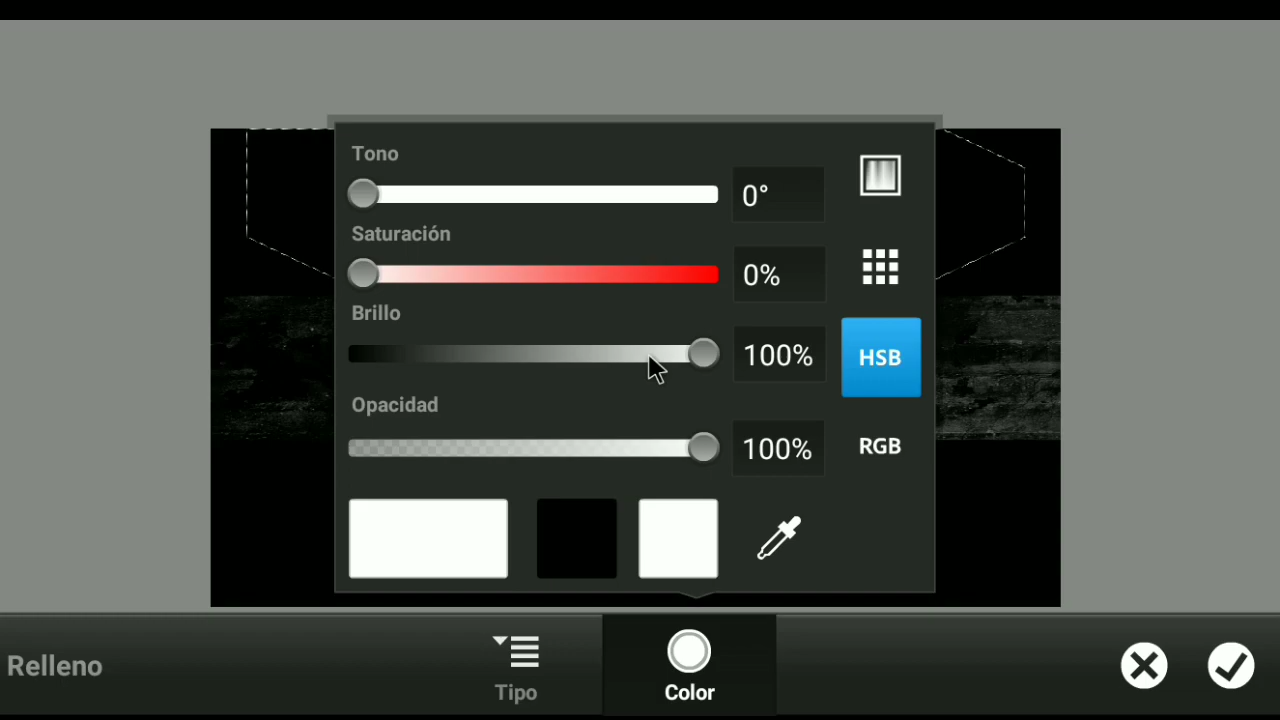 Tono
0°
Saturación
0%
Brillo
100%
HSB
Opacidad
100%
RGB
Relleno
Tipo
Color